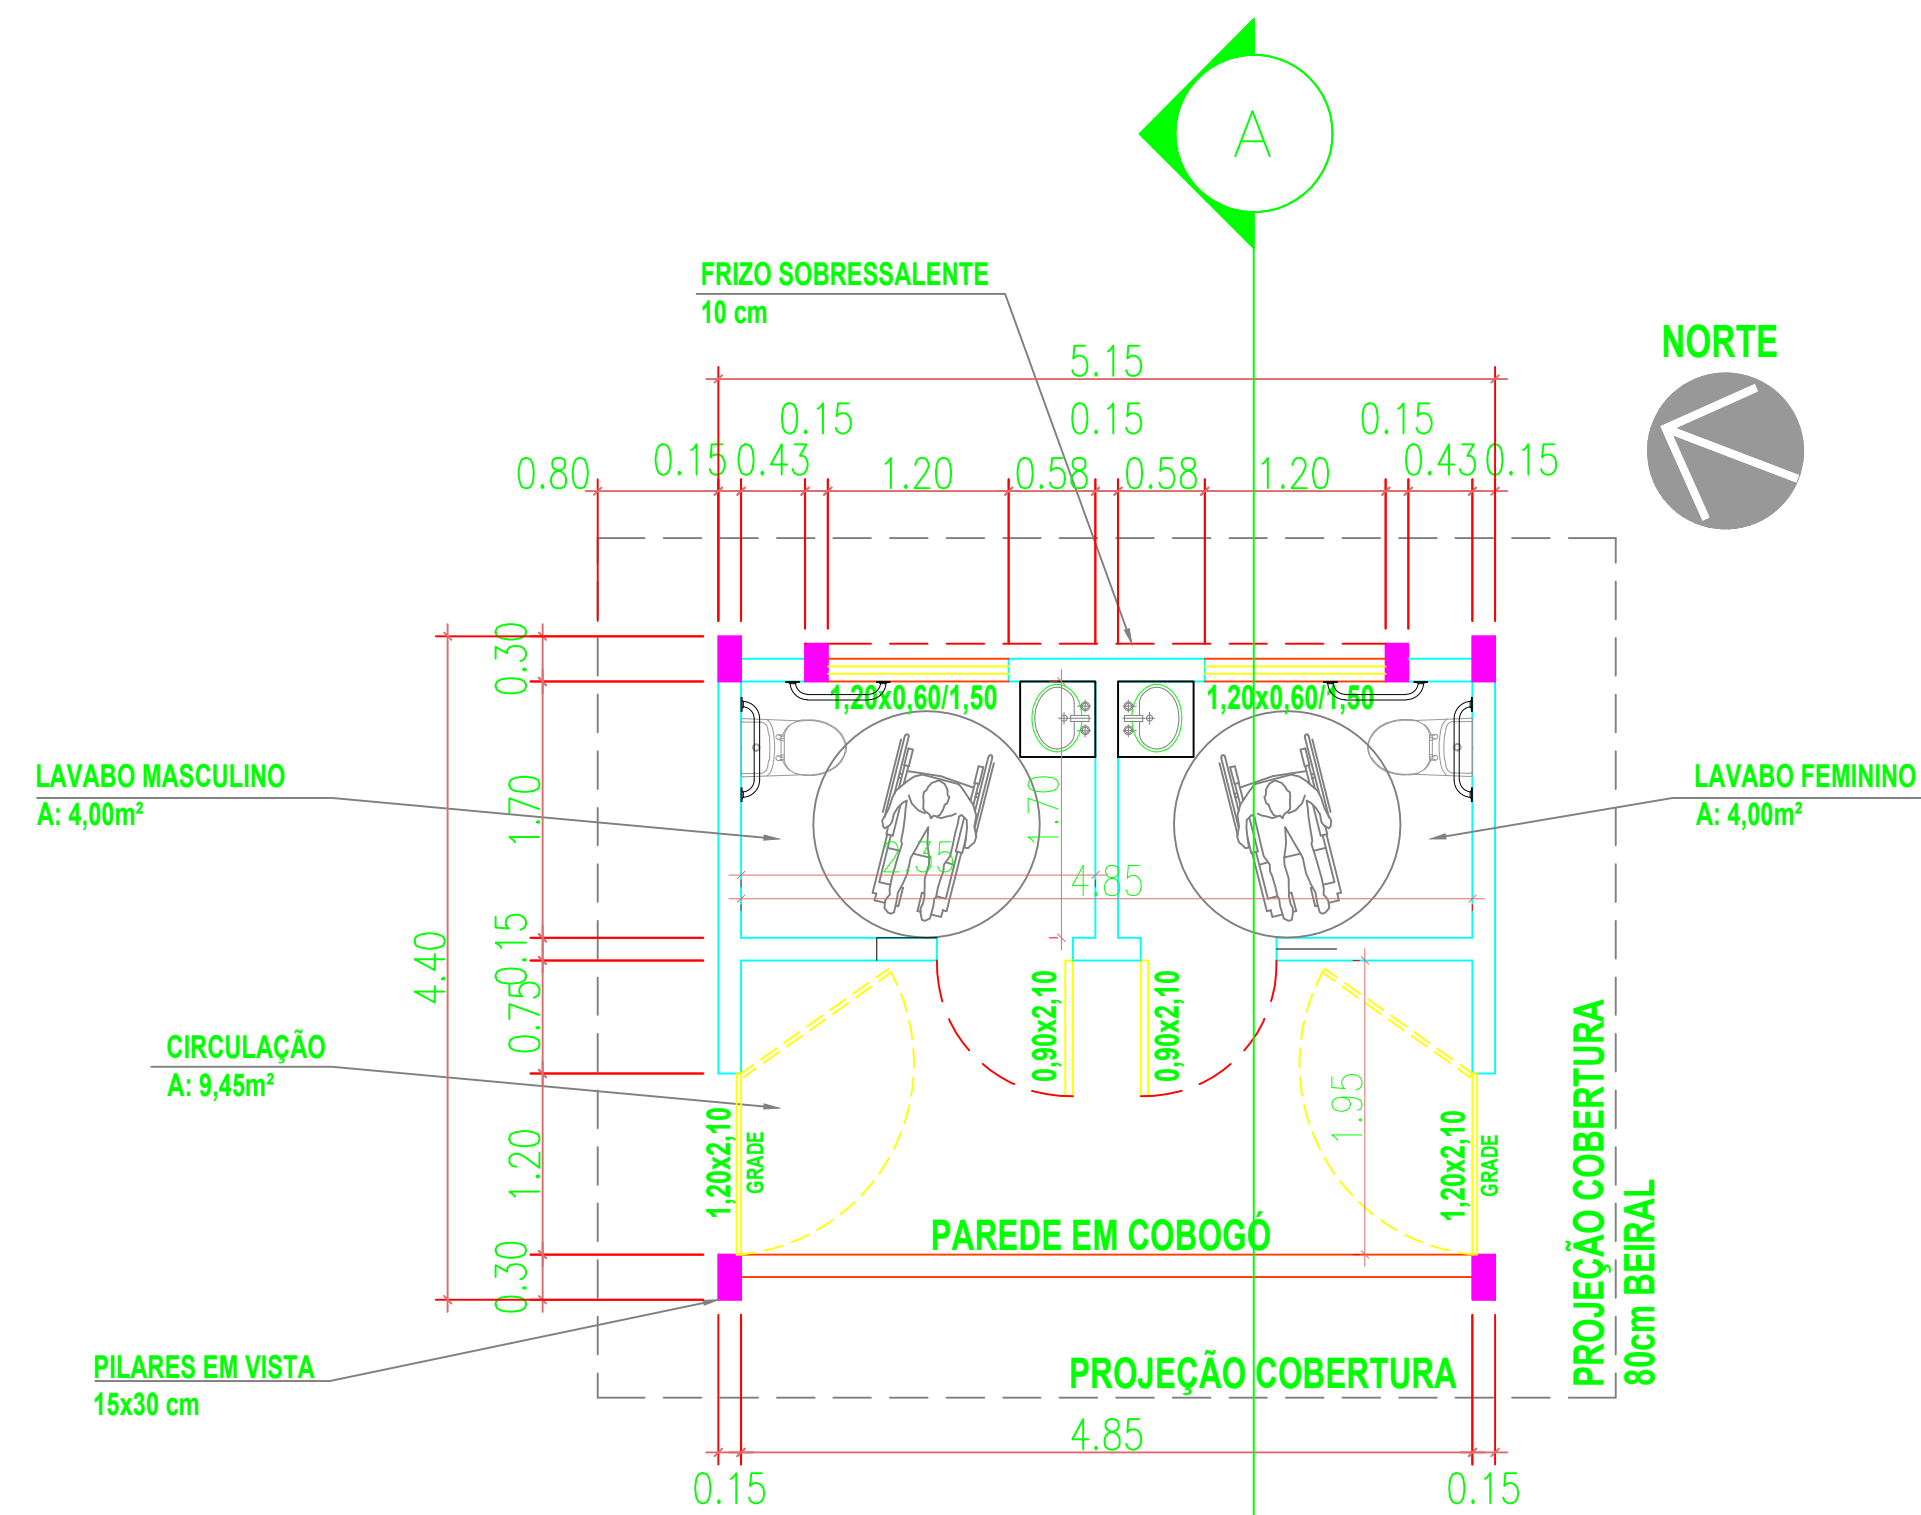 A
FRIZO SOBRESSALENTE
10 cm
NORTE
5.15
0.15
0.15
0.15
0.80
0.15
0.43
1.20
0.58
0.58
1.20
0.43
0.15
0.30
1,20x0,60/1,50
1,20x0,60/1,50
LAVABO MASCULINO
A: 4,00m²
LAVABO FEMININO
A: 4,00m²
1.70
1.70
2.35
4.85
4.40
0.15
0.75
0,90x2,10
0,90x2,10
CIRCULAÇÃO
A: 9,45m²
1.95
1.20
1,20x2,10
GRADE
1,20x2,10
GRADE
PAREDE EM COBOGÓ
0.30
PROJEÇÃO COBERTURA
80cm BEIRAL
PILARES EM VISTA
15x30 cm
PROJEÇÃO COBERTURA
4.85
0.15
0.15